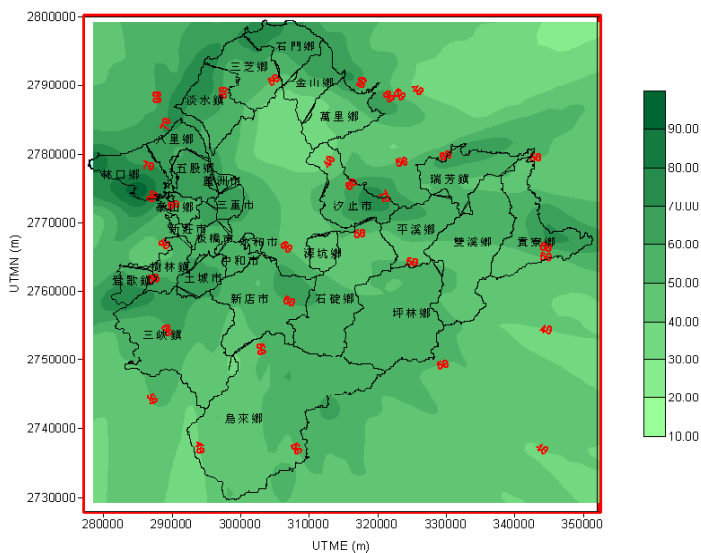 2800000
2790000
2780000
2770000
2760000
2750000
2740000
2730000
UTMN (m)
280000 290000 300000 310000 320000 330000 340000 350000
UTME (m)
石門鄉
三芝鄉
金山鄉
淡水鎮
萬里鄉
八里鄉
林口鄉
五股鄉
蘆洲市
瑞芳鎮
泰山鄉
三重市
汐止市
新莊市
板橋市
永和市
平溪鄉
雙溪鄉
貢寮鄉
中和市
深坑鄉
樹林鎮
鶯歌鎮
土城市
新店市
石碇鄉
坪林鄉
三峽鎮
烏來鄉
90.00
80.00
70.00
60.00
50.00
40.00
30.00
20.00
10.00